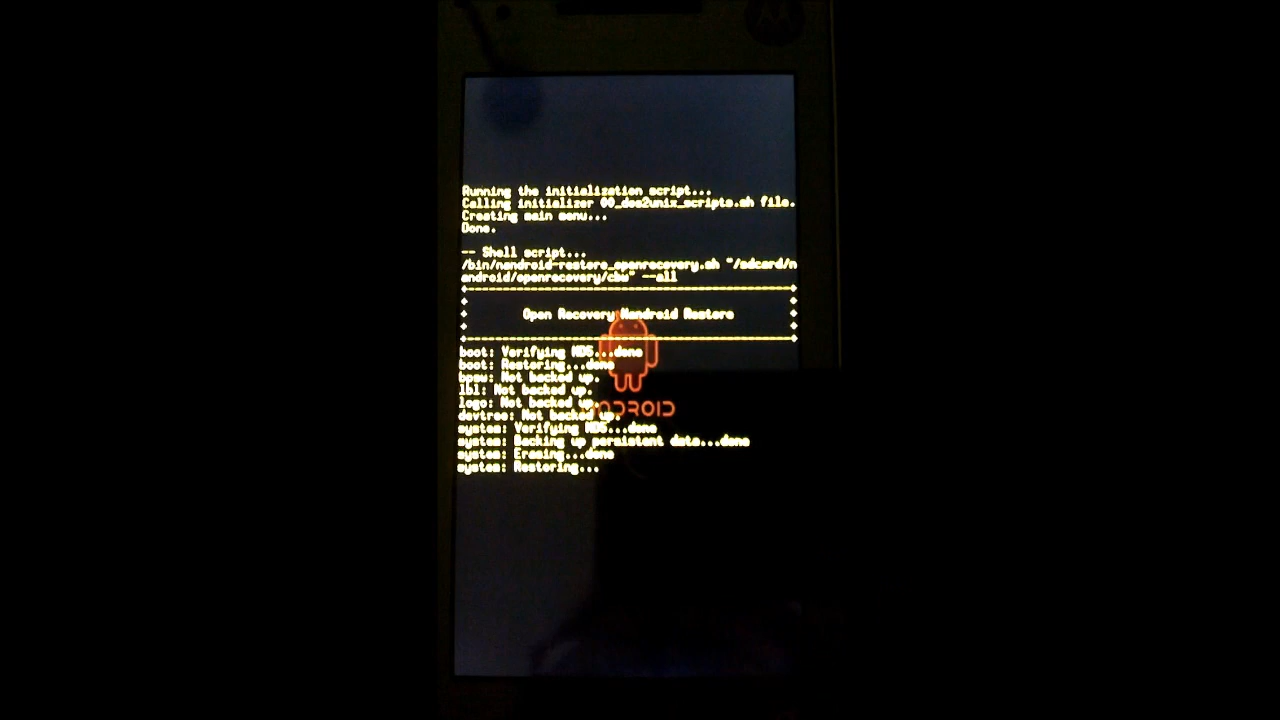 Running the initialization script...
Calling initializer 00_dos2unix_scripts.sh file.
Creating main menu...
Done.
-- Shell script...
/bin/nandroid-restore_openrecovery.sh "/sdcard/n
android/openrecovery/cbw" --all
Open Recovery Nandroid Restore
boot: Verifying MD5...done
boot: Restoring...done
bpsw: Not backed up.
lbl: Not backed up.
logo: Not backed up.
devtree: Not backed up.
ANDROID
system: Verifying MD5...done
system: Backing up persistent data...done
system: Erasing...done
system: Restoring...